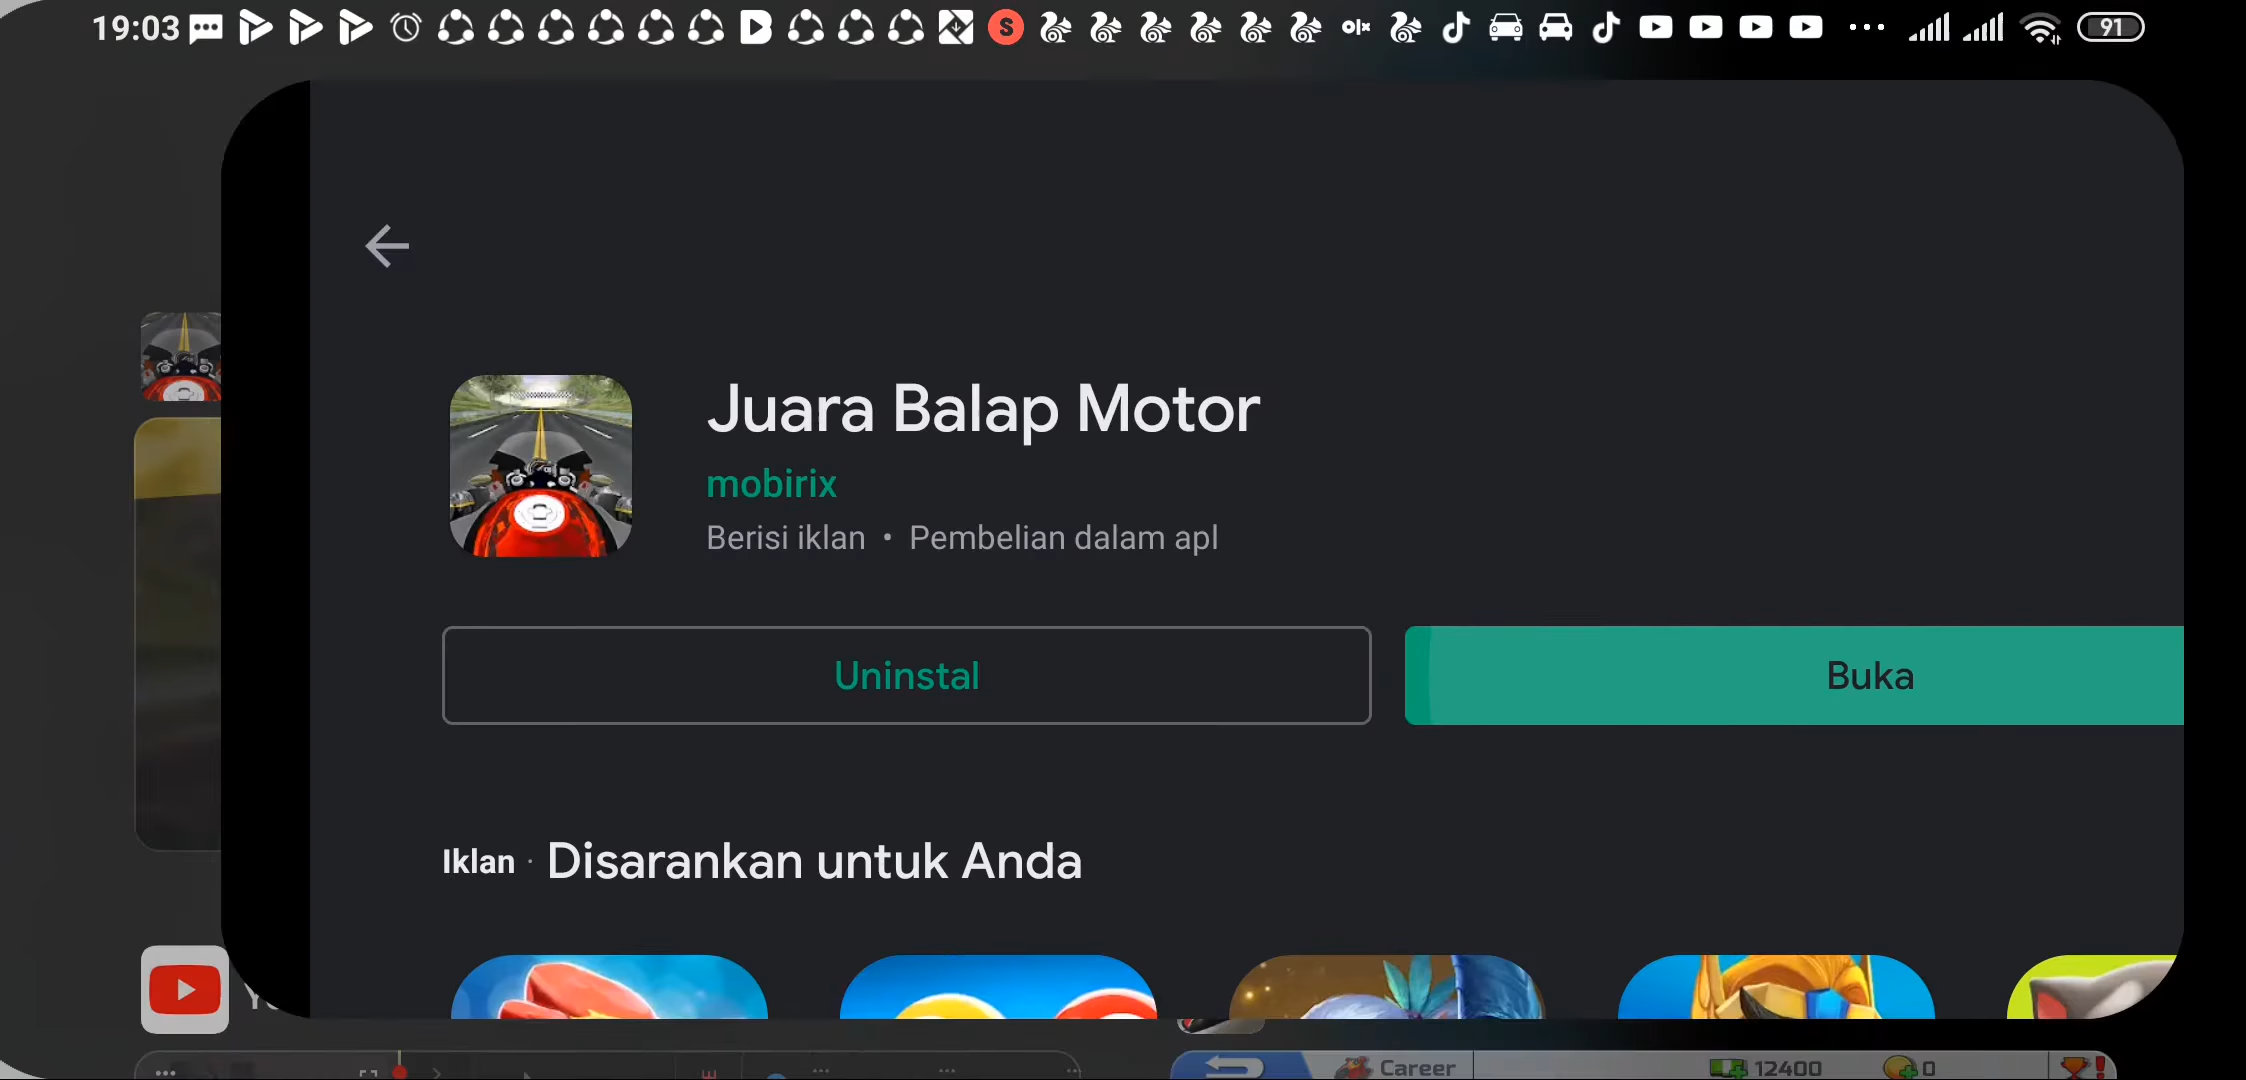 19:03 S olx 91
Juara Balap Motor
mobirix
Berisi iklan • Pembelian dalam apl
Uninstal
Buka
Iklan · Disarankan untuk Anda
Career 12400 0